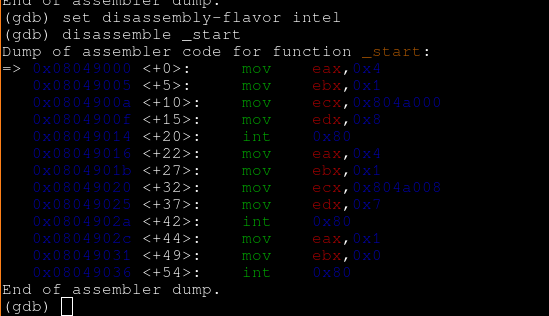 End of assembler dump.
(gdb) set disassembly-flavor intel
(gdb) disassemble _start
Dump of assembler code for function _start:
=> 0x08049000 <+0>: mov eax,0x4
0x08049005 <+5>: mov ebx,0x1
0x0804900a <+10>: mov ecx,0x804a000
0x0804900f <+15>: mov edx,0x8
0x08049014 <+20>: int 0x80
0x08049016 <+22>: mov eax,0x4
0x0804901b <+27>: mov ebx,0x1
0x08049020 <+32>: mov ecx,0x804a008
0x08049025 <+37>: mov edx,0x7
0x0804902a <+42>: int 0x80
0x0804902c <+44>: mov eax,0x1
0x08049031 <+49>: mov ebx,0x0
0x08049036 <+54>: int 0x80
End of assembler dump.
(gdb)